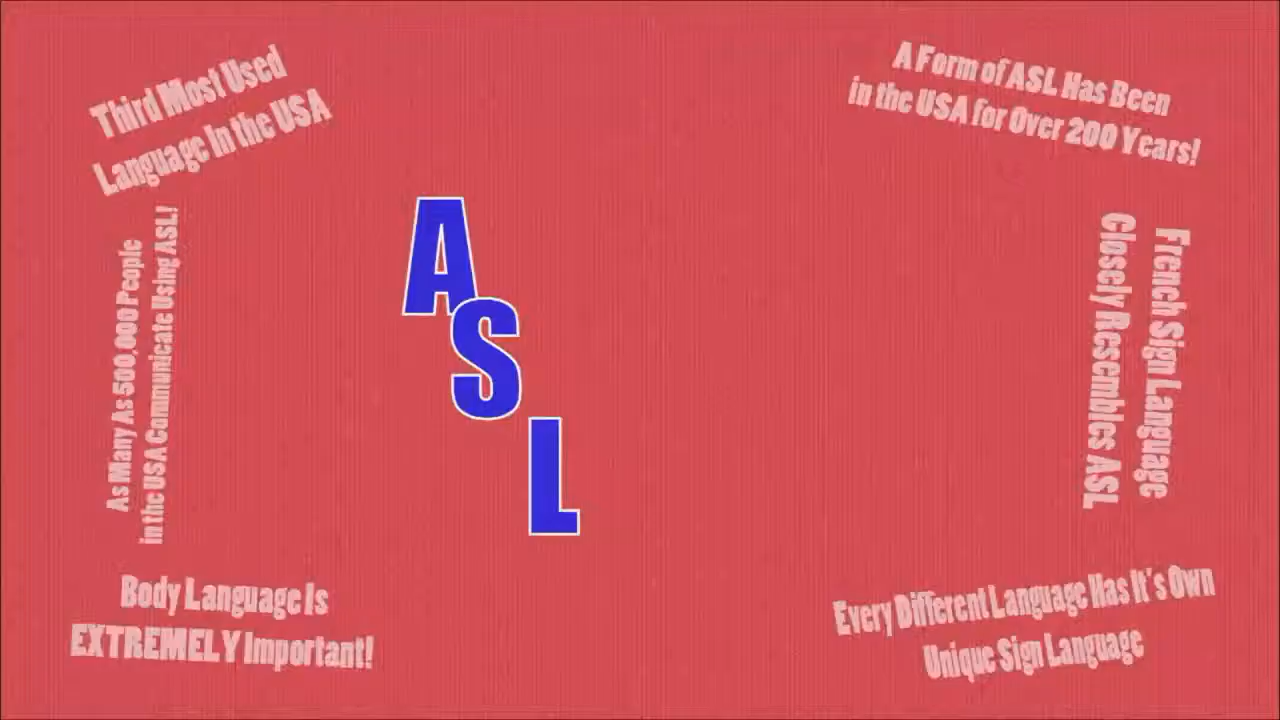 Third Most Used
Language In the USA
A Form of ASL Has Been
in the USA for Over 200 Years!
As Many As 500,000 People
in the USA Communicate Using ASL!
A
S
L
French Sign Language
Closely Resembles ASL
Body Language Is
EXTREMELY Important!
Every Different Language Has It's Own
Unique Sign Language